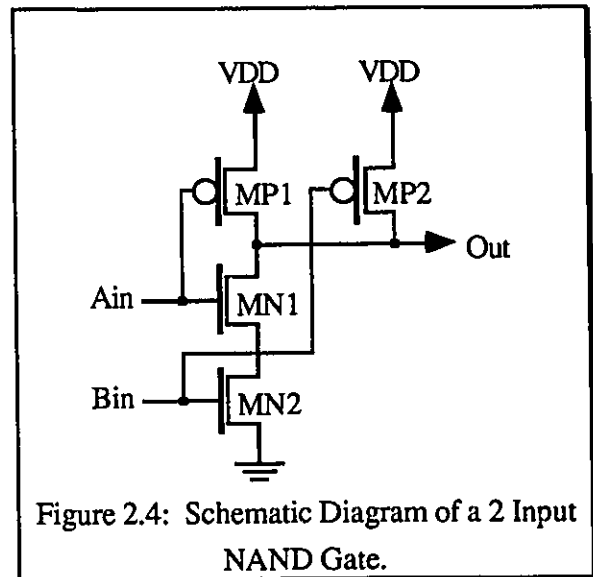 VDD VDD
MP1 MP2
Out
Ain
MN1
Bin
MN2
Figure 2.4: Schematic Diagram of a 2 Input
NAND Gate.